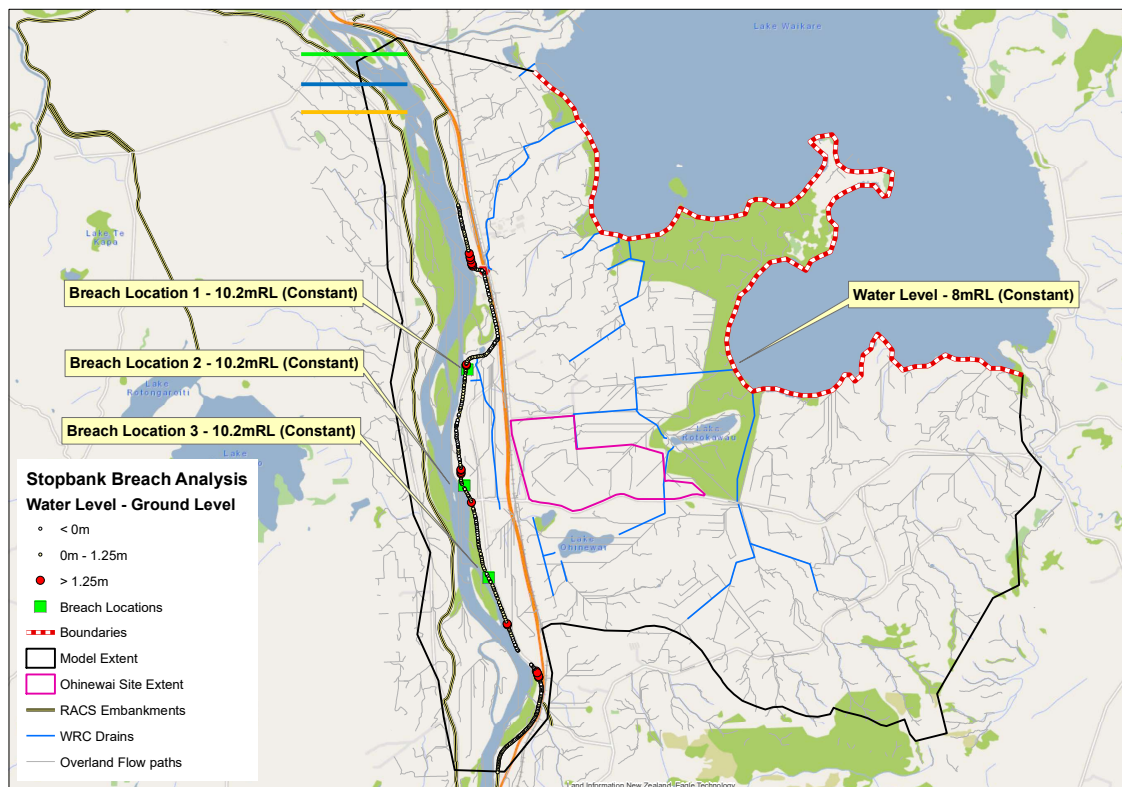 Lake Waikare
Lake Te
Kapa
Breach Location 1 - 10.2mRL (Constant)
Water Level - 8mRL (Constant)
Breach Location 2 - 10.2mRL (Constant)
Lake
Rotongaroiti
Breach Location 3 - 10.2mRL (Constant)
Lake
Rotokawau
Lake
Lake
Ohinewai
Stopbank Breach Analysis
Water Level - Ground Level
< 0m
0m - 1.25m
> 1.25m
Breach Locations
Boundaries
Model Extent
Ohinewai Site Extent
RACS Embankments
WRC Drains
Overland Flow paths
Land Information New Zealand, Eagle Technology